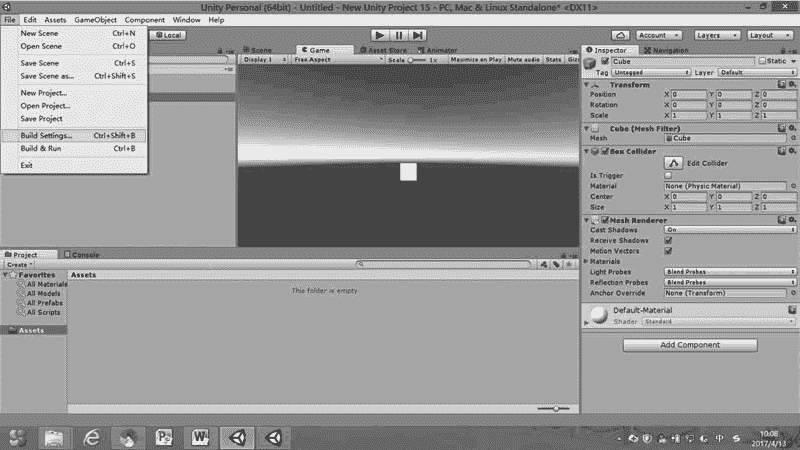 Unity Personal (64bit) - Untitled - New Unity Project 15 - PC, Mac & Linux Standalone* <DX11>
File Edit Assets GameObject Component Window Help
New Scene Ctrl+N
Open Scene Ctrl+O
Save Scene Ctrl+S
Save Scene as... Ctrl+Shift+S
New Project...
Open Project...
Save Project
Build Settings... Ctrl+Shift+B
Build & Run Ctrl+B
Exit
Local
Account
Layers
Layout
Scene Game Asset Store Animator
Display 1 Free Aspect Scale 1x Maximize on Play Mute Audio Stats Giz
Inspector Navigation
Cube Static
Tag Untagged Layer Default
Transform
Position X 0 Y 0 Z 0
Rotation X 0 Y 0 Z 0
Scale X 1 Y 1 Z 1
Cube (Mesh Filter)
Mesh Cube
Box Collider
Edit Collider
Is Trigger
Material None (Physic Material)
Center X 0 Y 0 Z 0
Size X 1 Y 1 Z 1
Mesh Renderer
Cast Shadows On
Receive Shadows
Motion Vectors
Materials
Light Probes Blend Probes
Reflection Probes Blend Probes
Anchor Override None (Transform)
Default-Material
Shader Standard
Add Component
Project Console
Create
Favorites
All Materials
All Models
All Prefabs
All Scripts
Assets
Assets
This folder is empty
中
10:08
2017/4/13